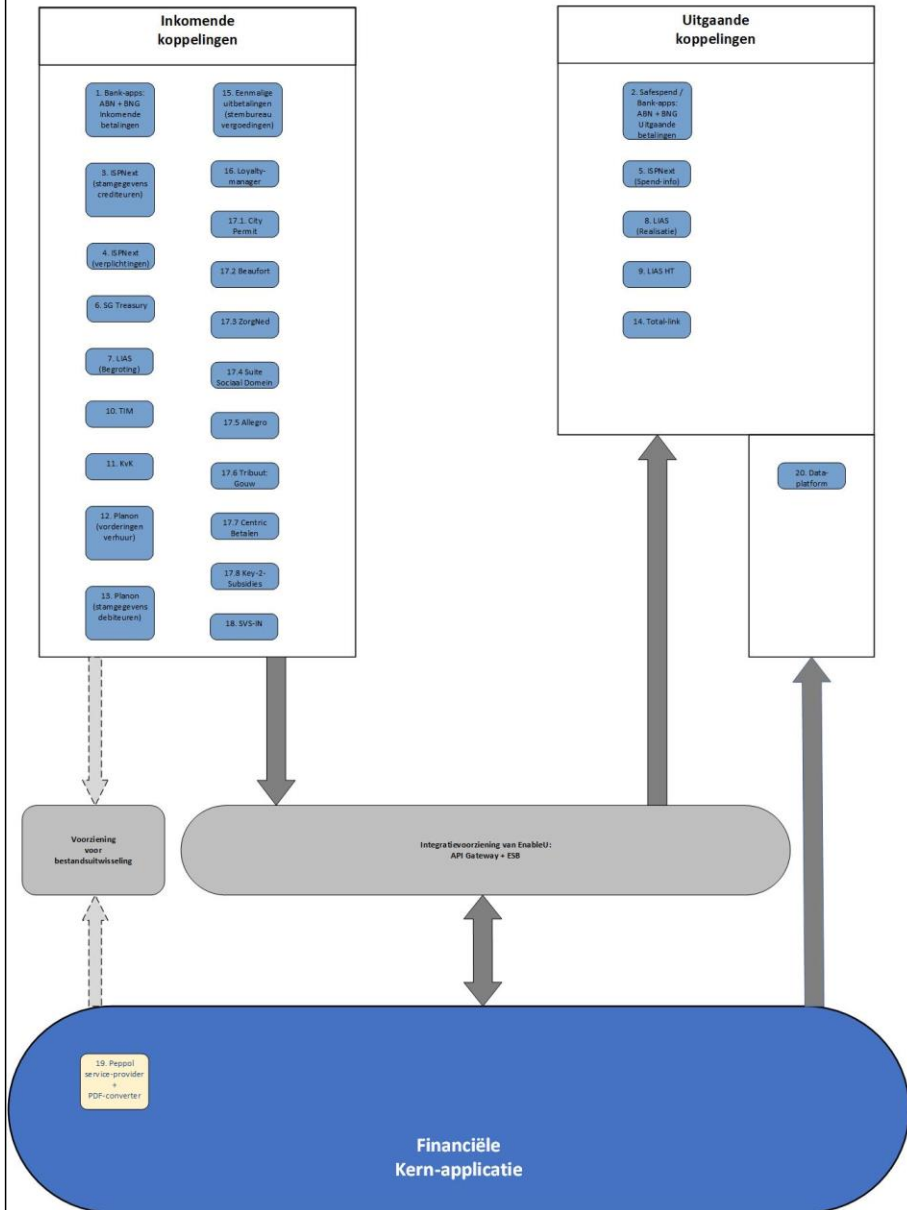 Inkomende
koppelingen
1. Bank-apps:
ABN + BNG
Inkomende
betalingen
3. ISPNext
(stamgegevens
crediteuren)
4. ISPNext
(verplichtingen)
6. SG Treasury
7. LIAS
(Begroting)
10. TIM
11. KvK
12. Planon
(vorderingen
verhuur)
13. Planon
(stamgegevens
debiteuren)
15. Eenmalige
uitbetalingen
(stembureau
vergoedingen)
16. Loyalty-
manager
17.1. City
Permit
17.2 Beaufort
17.3 ZorgNed
17.4 Suite
Sociaal Domein
17.5 Allegro
17.6 Tribuut:
Gouw
17.7 Centric
Betalen
17.8 Key-2-
Subsidies
18. SVS-IN
Uitgaande
koppelingen
2. Safespend /
Bank-apps:
ABN + BNG
Uitgaande
betalingen
5. ISPNext
(Spend-info)
8. LIAS
(Realisatie)
9. LIAS HT
14. Total-link
20. Data-
platform
Voorziening
voor
bestandsuitwisseling
Integratievoorziening van EnableU:
API Gateway + ESB
19. Peppol
service-provider
+
PDF-converter
Financiële
Kern-applicatie